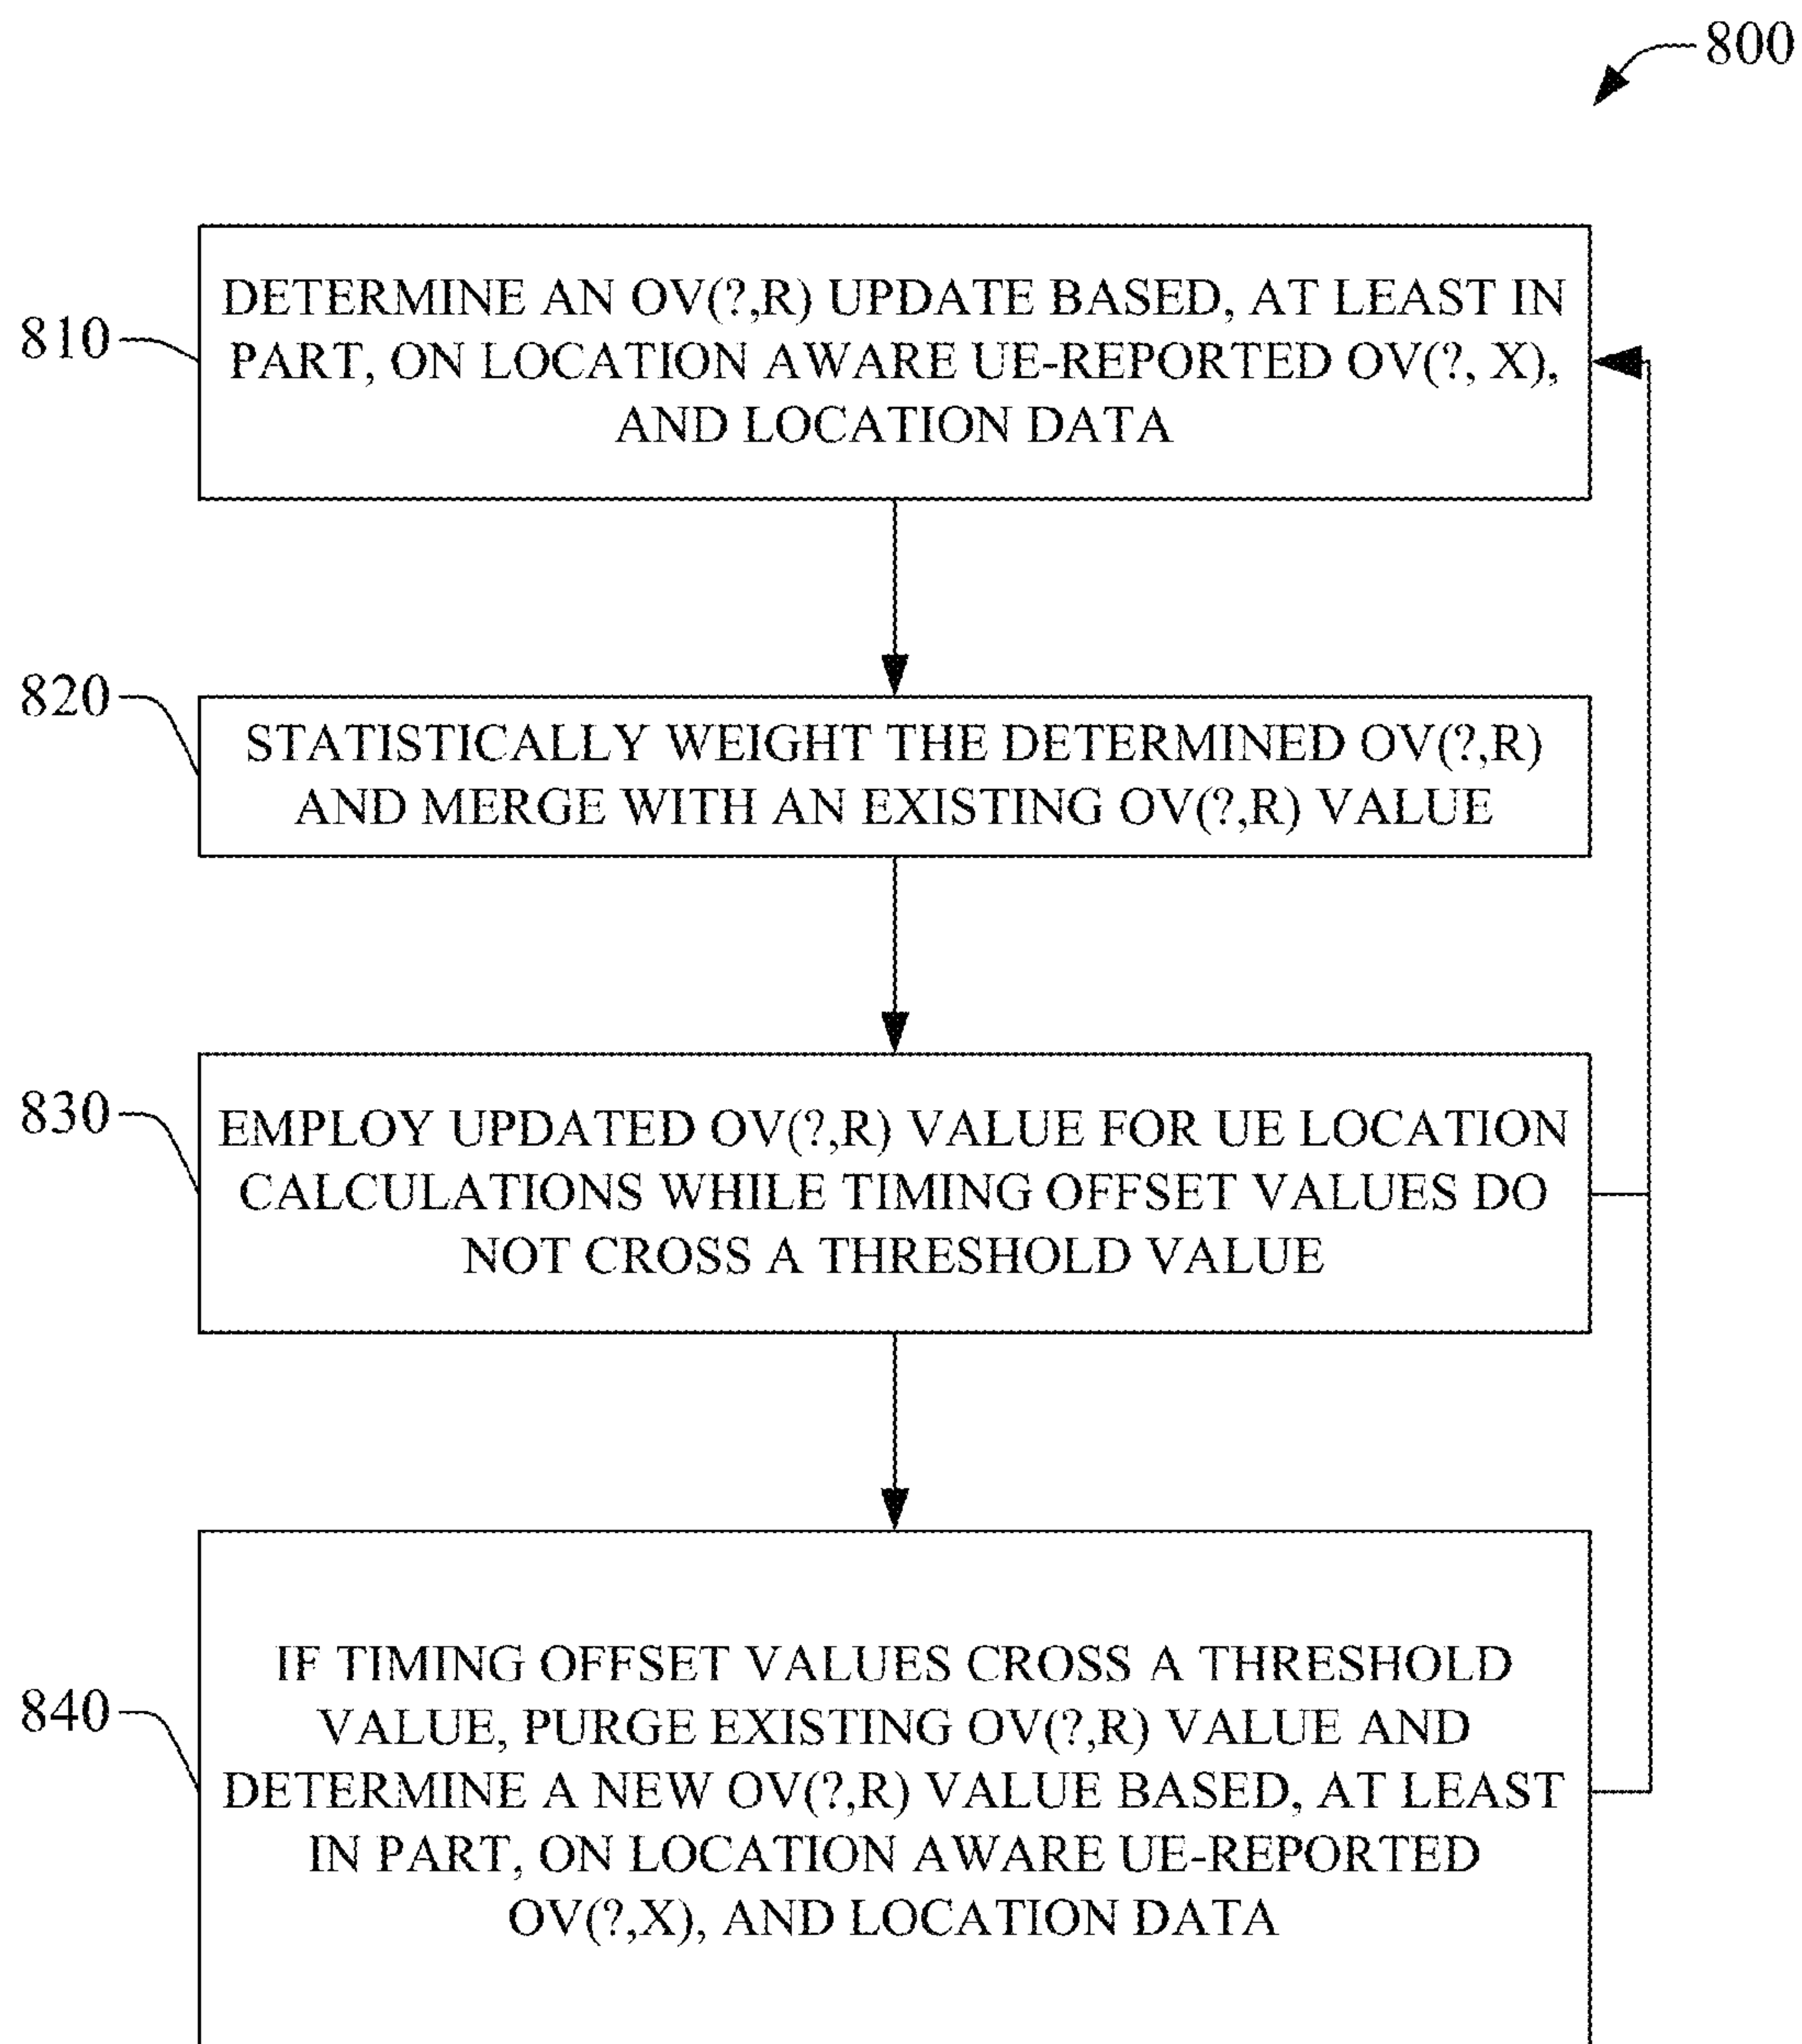 800
810
DETERMINE AN OV(?,R) UPDATE BASED, AT LEAST IN
PART, ON LOCATION AWARE UE-REPORTED OV(?, X),
AND LOCATION DATA
820
STATISTICALLY WEIGHT THE DETERMINED OV(?,R)
AND MERGE WITH AN EXISTING OV(?,R) VALUE
830
EMPLOY UPDATED OV(?,R) VALUE FOR UE LOCATION
CALCULATIONS WHILE TIMING OFFSET VALUES DO
NOT CROSS A THRESHOLD VALUE
840
IF TIMING OFFSET VALUES CROSS A THRESHOLD
VALUE, PURGE EXISTING OV(?,R) VALUE AND
DETERMINE A NEW OV(?,R) VALUE BASED, AT LEAST
IN PART, ON LOCATION AWARE UE-REPORTED
OV(?,X), AND LOCATION DATA